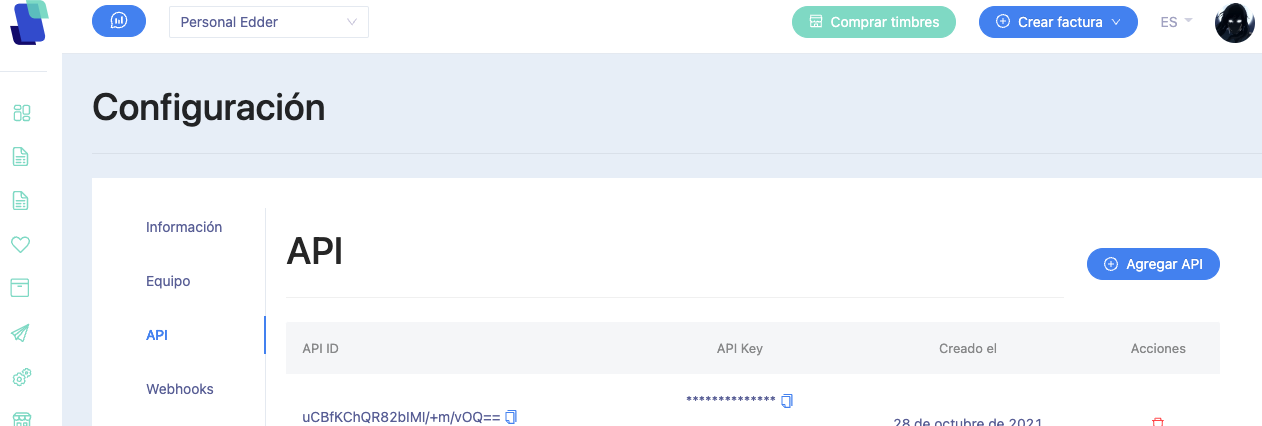 Personal Edder
Comprar timbres
Crear factura
ES
Configuración
Información
Equipo
API
Webhooks
API
Agregar API
API ID
API Key
Creado el
Acciones
**************
uCBfKChQR82bIMI/+m/vOQ==
28 de octubre de 2021